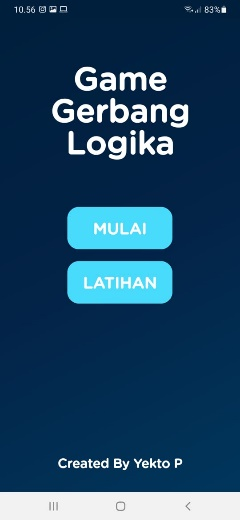 10.56 83%
Game
Gerbang
Logika
MULAI
LATIHAN
Created By Yekto P